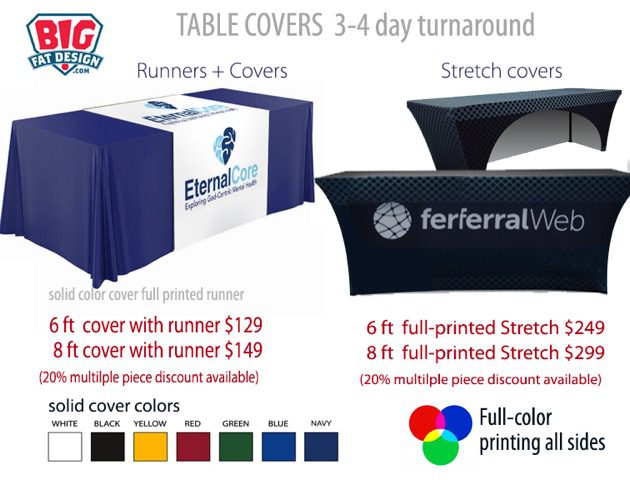 BIG
FAT DESIGN
.COM
TABLE COVERS 3-4 day turnaround
Runners + Covers
Stretch covers
EternalCore
EternalCore
Exploring God-Centric Mental Health
ferferralWeb
solid color cover full printed runner
6 ft cover with runner $129
8 ft cover with runner $149
(20% multilple piece discount available)
6 ft full-printed Stretch $249
8 ft full-printed Stretch $299
(20% multilple piece discount available)
solid cover colors
WHITE BLACK YELLOW RED GREEN BLUE NAVY
Full-color
printing all sides